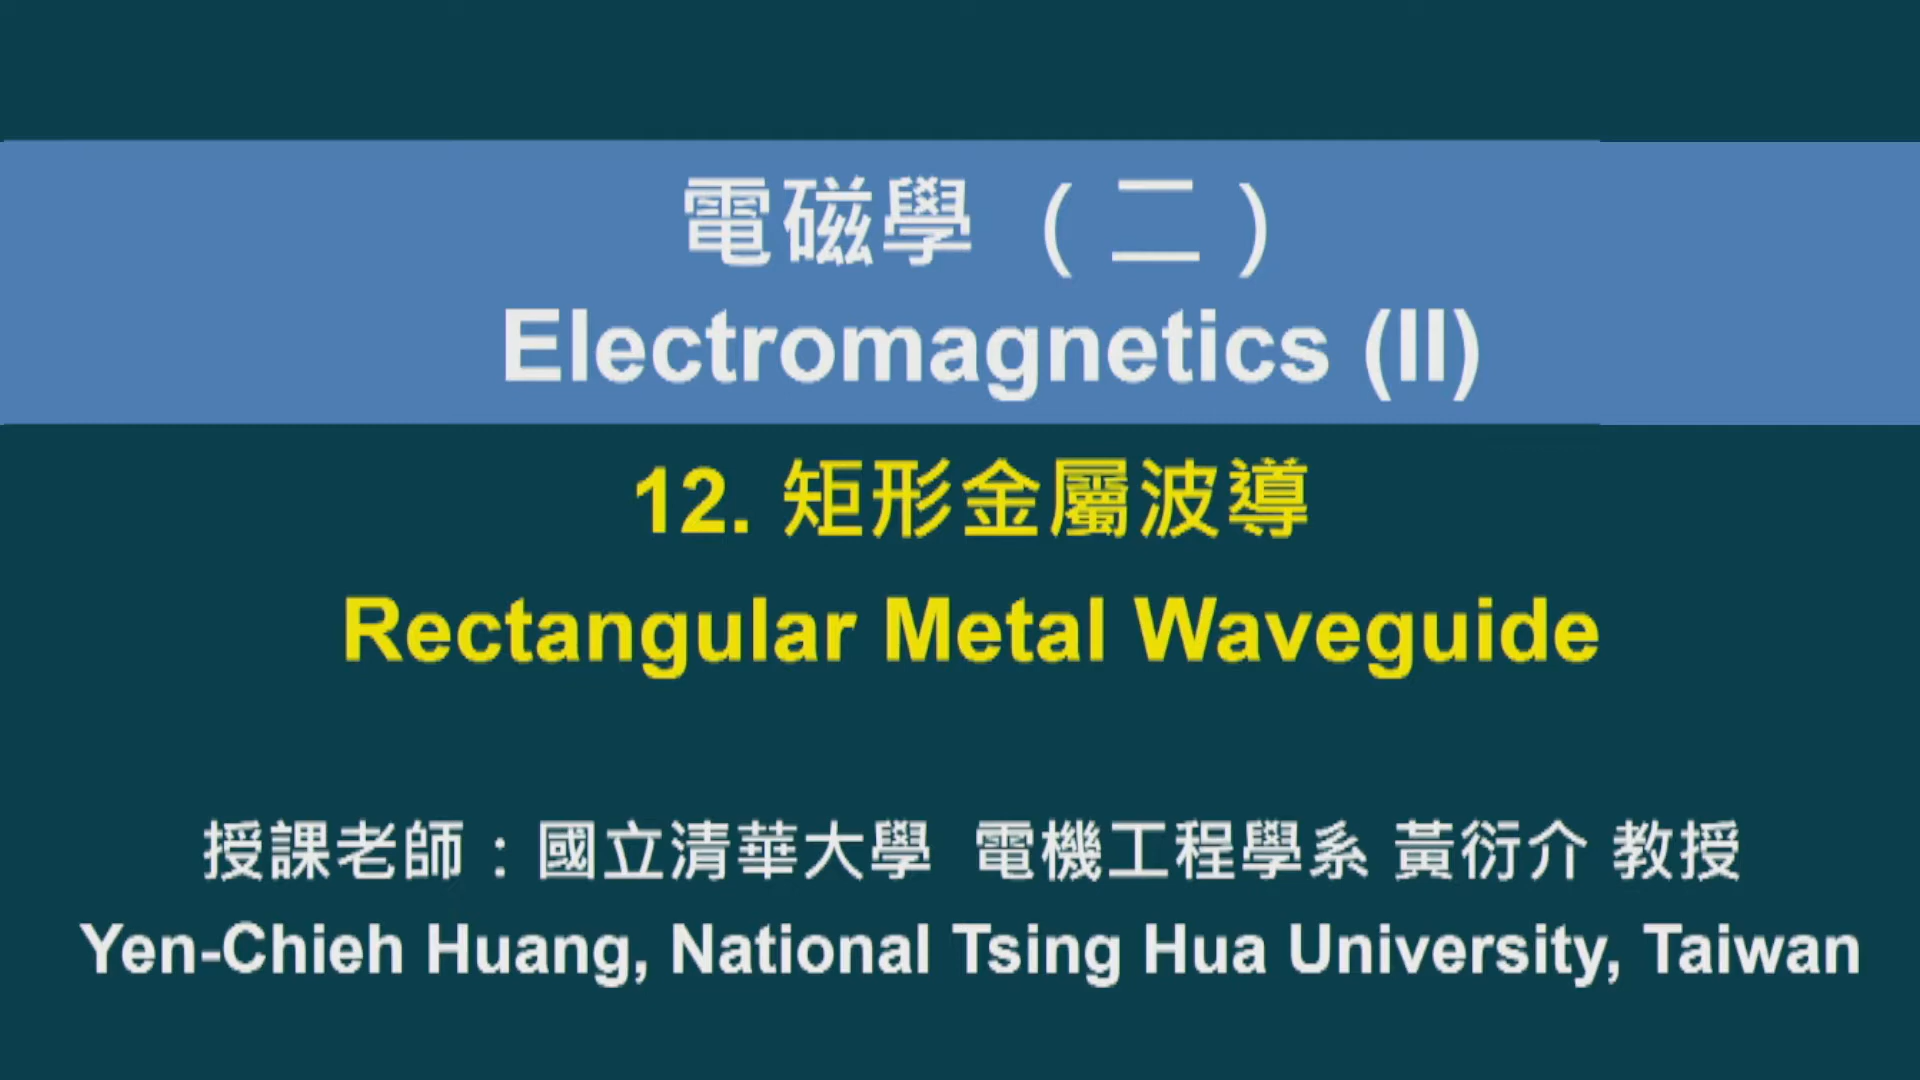 電磁學 （二）
Electromagnetics (II)
12. 矩形金屬波導
Rectangular Metal Waveguide
授課老師：國立清華大學 電機工程學系 黃衍介 教授
Yen-Chieh Huang, National Tsing Hua University, Taiwan